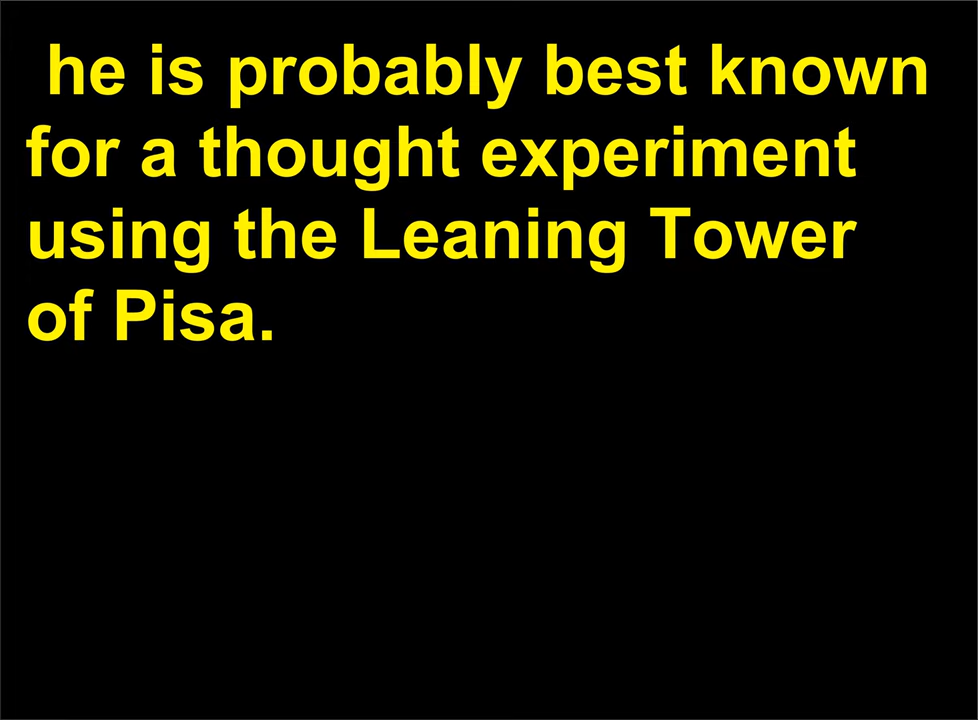 he is probably best known
for a thought experiment
using the Leaning Tower
of Pisa.